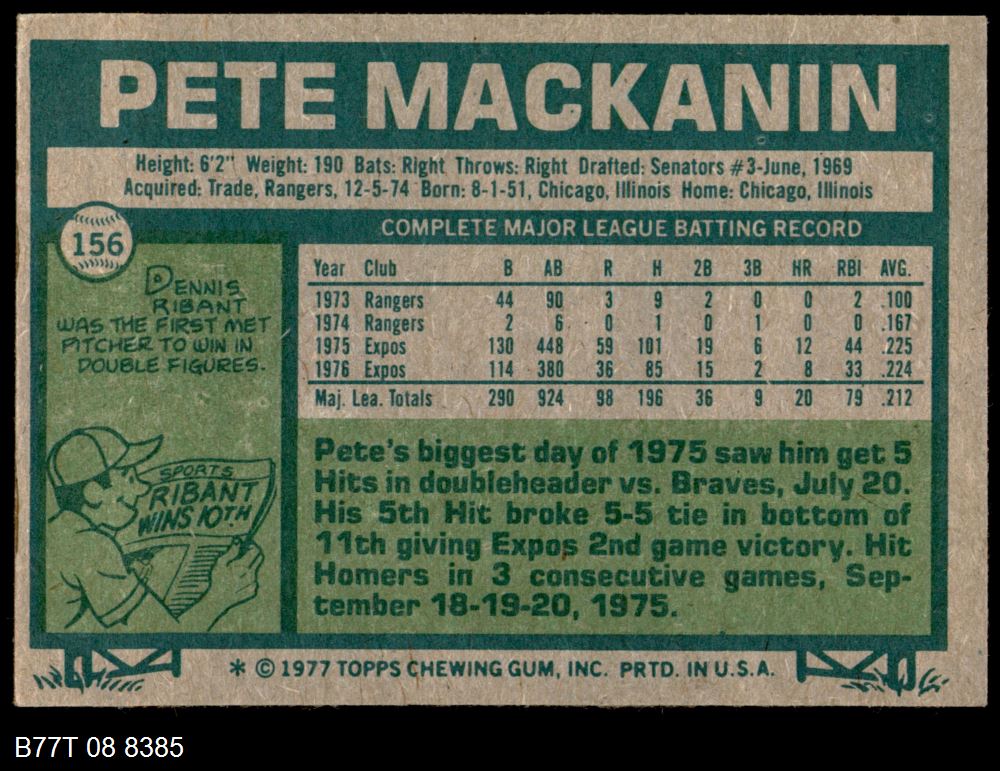 PETE MACKANIN
Height: 6'2" Weight: 190 Bats: Right Throws: Right Drafted: Senators #3-June, 1969
Acquired: Trade, Rangers, 12-5-74 Born: 8-1-51, Chicago, Illinois Home: Chicago, Illinois
156
DENNIS
RIBANT
WAS THE FIRST MET
PITCHER TO WIN IN
DOUBLE FIGURES.
SPORTS
RIBANT
WINS 10TH
COMPLETE MAJOR LEAGUE BATTING RECORD
Year Club B AB R H 2B 3B HR RBI AVG.
1973 Rangers 44 90 3 9 2 0 0 2 .100
1974 Rangers 2 6 0 1 0 1 0 0 .167
1975 Expos 130 448 59 101 19 6 12 44 .225
1976 Expos 114 380 36 85 15 2 8 33 .224
Maj. Lea. Totals 290 924 98 196 36 9 20 79 .212
Pete's biggest day of 1975 saw him get 5
Hits in doubleheader vs. Braves, July 20.
His 5th Hit broke 5-5 tie in bottom of
11th giving Expos 2nd game victory. Hit
Homers in 3 consecutive games, Sep-
tember 18-19-20, 1975.
* © 1977 TOPPS CHEWING GUM, INC. PRTD. IN U.S.A.
B77T 08 8385